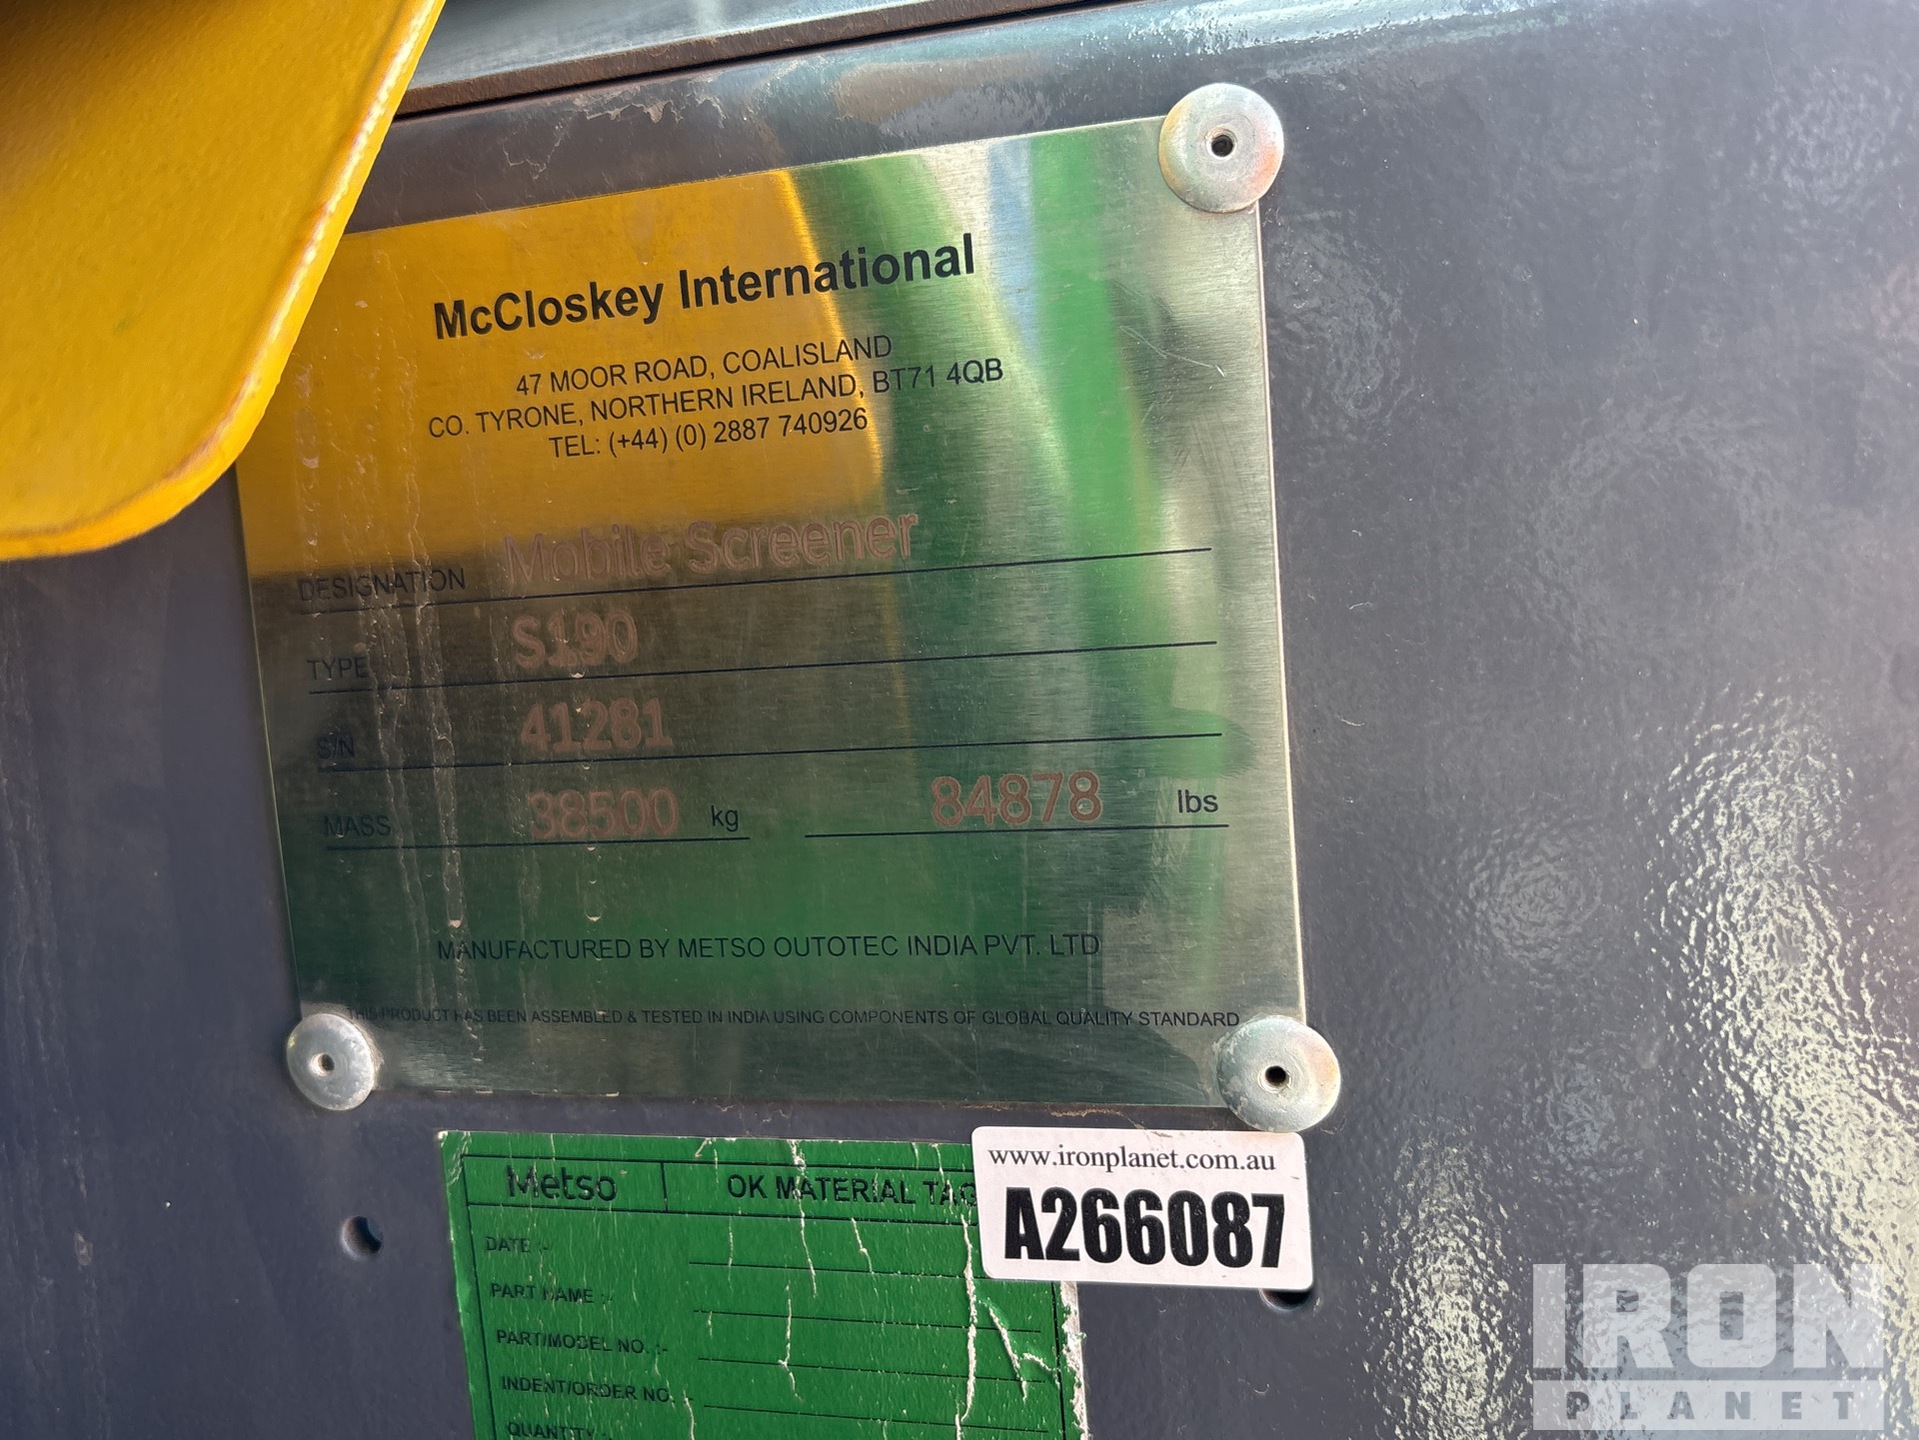 McCloskey International
47 MOOR ROAD, COALISLAND
CO. TYRONE, NORTHERN IRELAND, BT71 4QB
TEL: (+44) (0) 2887 740926
DESIGNATION Mobile Screener
TYPE S190
S/N 41281
MASS 38500 kg 84878 lbs
MANUFACTURED BY METSO OUTOTEC INDIA PVT. LTD
THIS PRODUCT HAS BEEN ASSEMBLED & TESTED IN INDIA USING COMPONENTS OF GLOBAL QUALITY STANDARD
www.ironplanet.com.au
A266087
Metso OK MATERIAL TAG
DATE :-
PART NAME :-
PART/MODEL NO. :-
INDENT/ORDER NO.
QUANTITY :-
IRON
PLANET